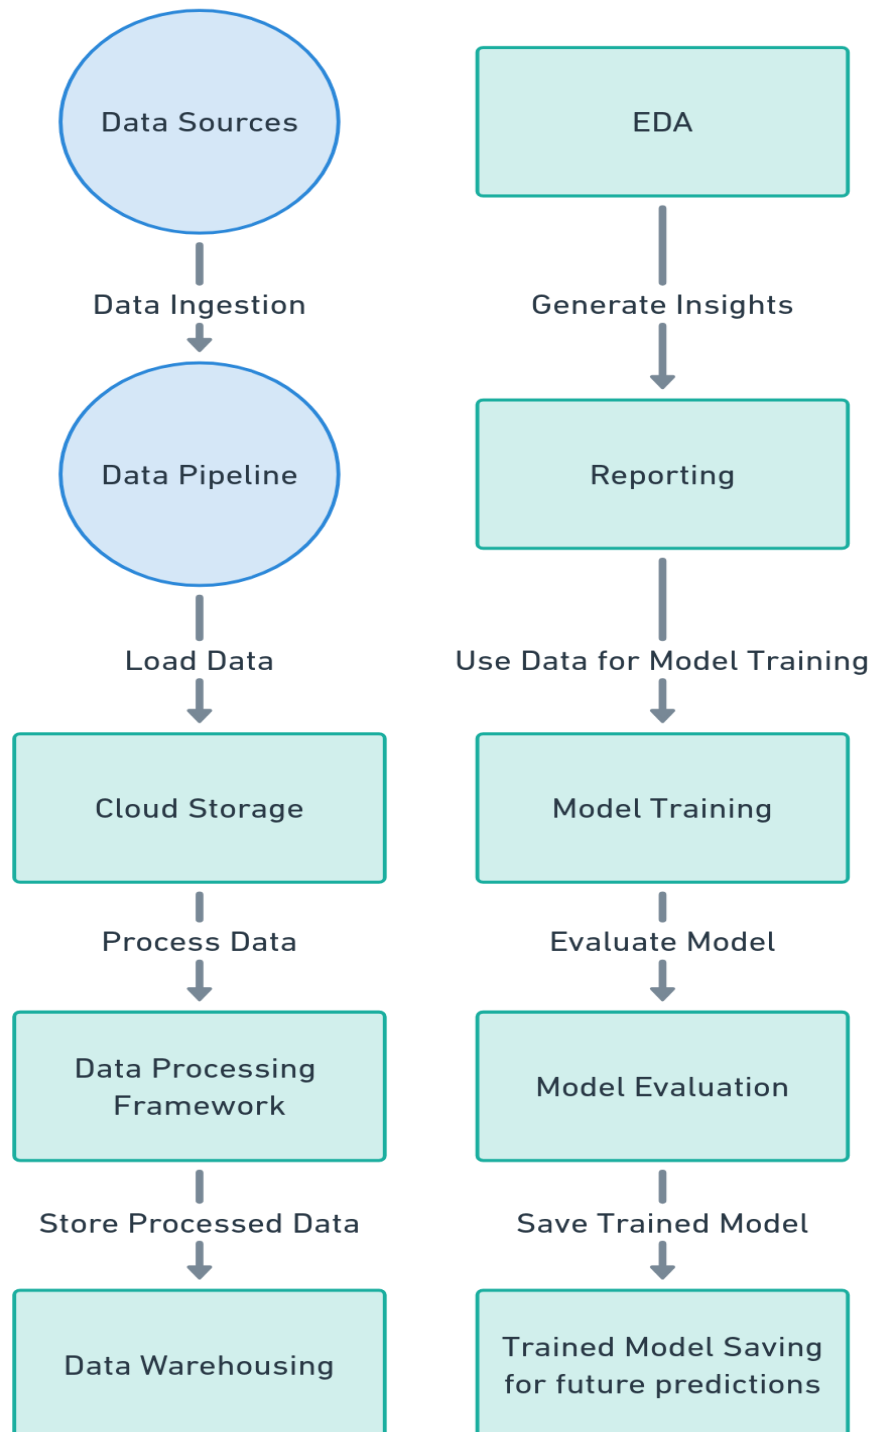 Data Sources
Data Ingestion
Data Pipeline
Load Data
Cloud Storage
Process Data
Data Processing
Framework
Store Processed Data
Data Warehousing
EDA
Generate Insights
Reporting
Use Data for Model Training
Model Training
Evaluate Model
Model Evaluation
Save Trained Model
Trained Model Saving
for future predictions